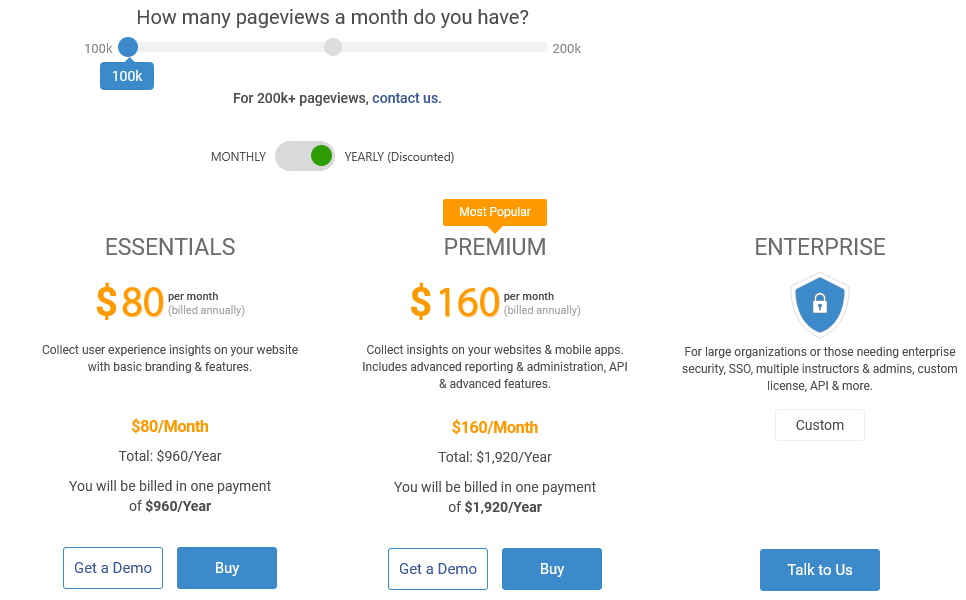 How many pageviews a month do you have?
100k
200k
100k
For 200k+ pageviews, contact us.
MONTHLY
YEARLY (Discounted)
Most Popular
ESSENTIALS
$80 per month
(billed annually)
Collect user experience insights on your website
with basic branding & features.
$80/Month
Total: $960/Year
You will be billed in one payment
of $960/Year
Get a Demo
Buy
PREMIUM
$160 per month
(billed annually)
Collect insights on your websites & mobile apps.
Includes advanced reporting & administration, API
& advanced features.
$160/Month
Total: $1,920/Year
You will be billed in one payment
of $1,920/Year
Get a Demo
Buy
ENTERPRISE
For large organizations or those needing enterprise
security, SSO, multiple instructors & admins, custom
license, API & more.
Custom
Talk to Us